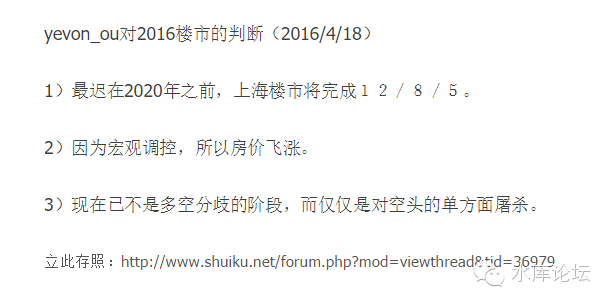 yevon_ou对2016楼市的判断（2016/4/18）
1）最迟在2020年之前，上海楼市将完成１２／８／５。
2）因为宏观调控，所以房价飞涨。
3）现在已不是多空分歧的阶段，而仅仅是对空头的单方面屠杀。
立此存照：http://www.shuiku.net/forum.php?mod=viewthread&tid=36979
水库论坛